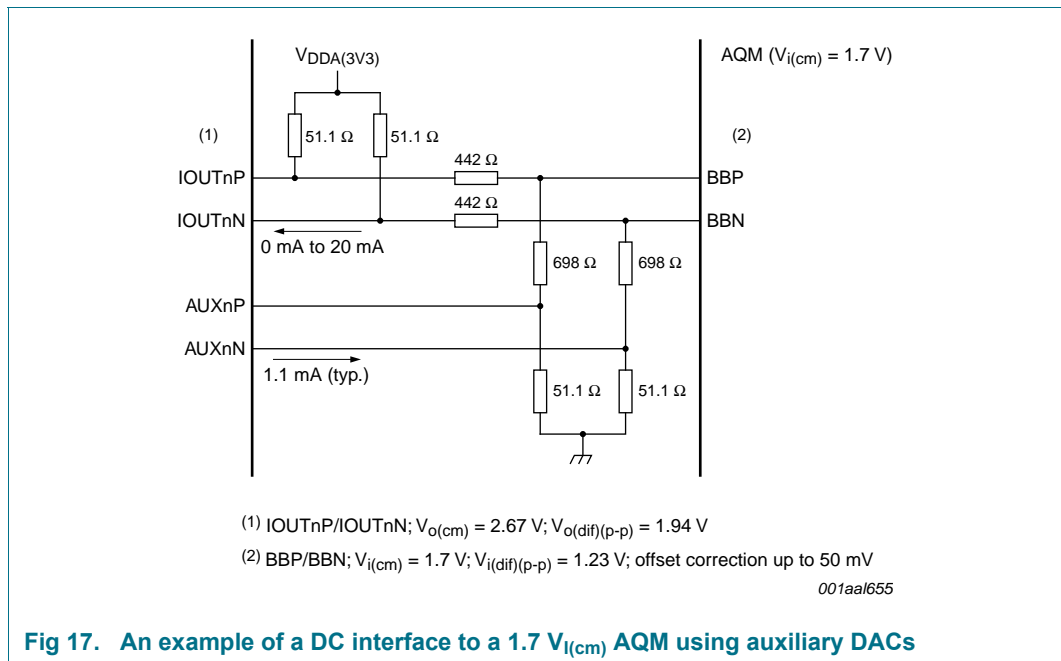 VDDA(3V3)
AQM (Vi(cm) = 1.7 V)
51.1 Ω
51.1 Ω
(1)
(2)
442 Ω
IOUTnP
BBP
442 Ω
IOUTnN
BBN
0 mA to 20 mA
698 Ω
698 Ω
AUXnP
AUXnN
1.1 mA (typ.)
51.1 Ω
51.1 Ω
(1) IOUTnP/IOUTnN; Vo(cm) = 2.67 V; Vo(dif)(p-p) = 1.94 V
(2) BBP/BBN; Vi(cm) = 1.7 V; Vi(dif)(p-p) = 1.23 V; offset correction up to 50 mV
001aal655
Fig 17. An example of a DC interface to a 1.7 VI(cm) AQM using auxiliary DACs